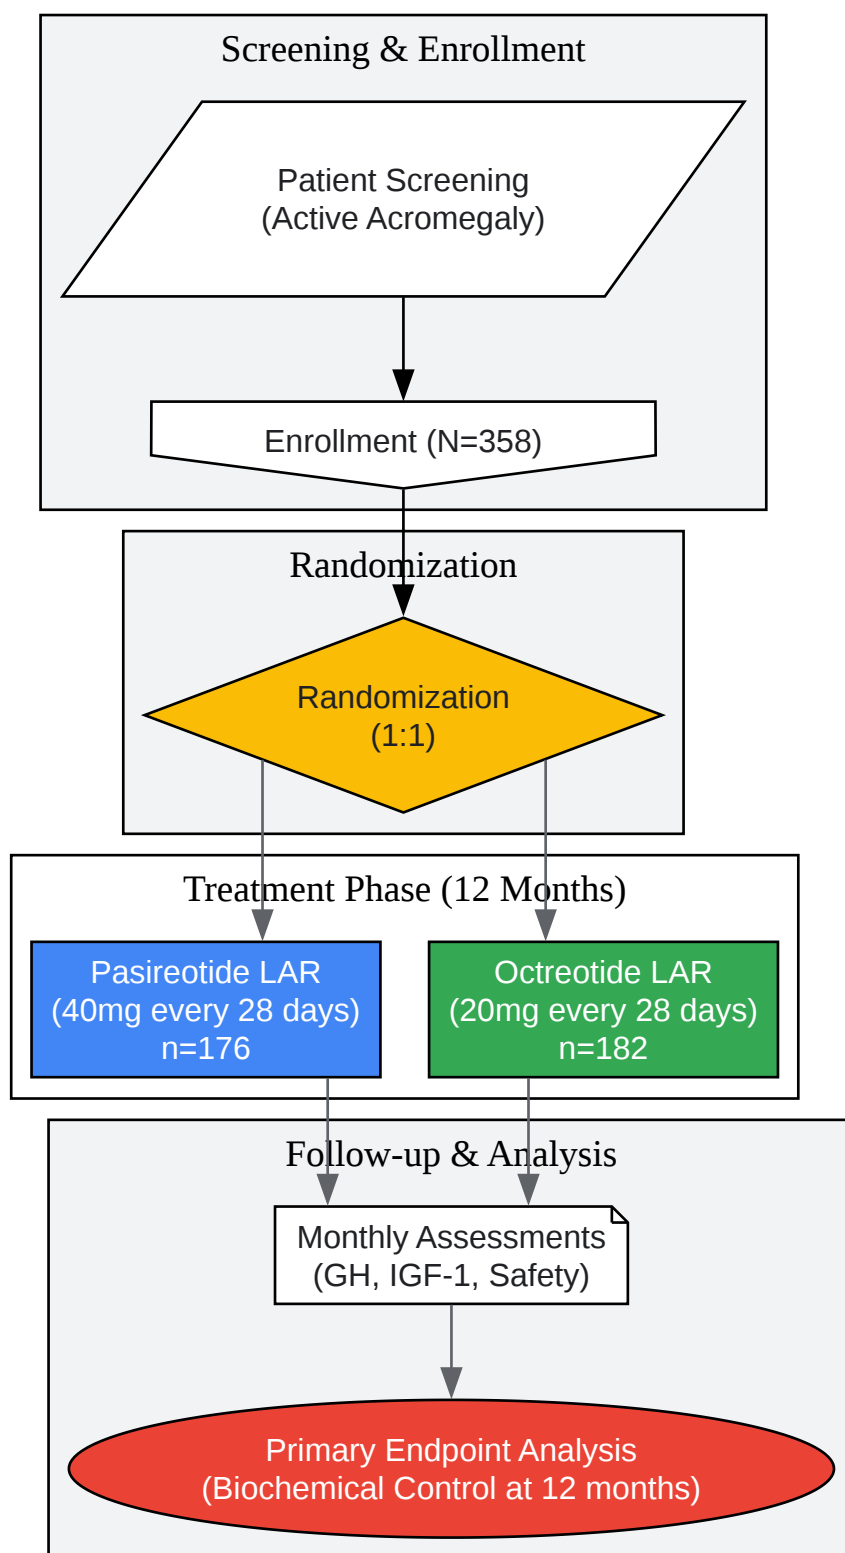 Screening & Enrollment
Patient Screening
(Active Acromegaly)
Enrollment (N=358)
Randomization
Randomization
(1:1)
Treatment Phase (12 Months)
Pasireotide LAR
(40mg every 28 days)
n=176
Octreotide LAR
(20mg every 28 days)
n=182
Follow-up & Analysis
Monthly Assessments
(GH, IGF-1, Safety)
Primary Endpoint Analysis
(Biochemical Control at 12 months)